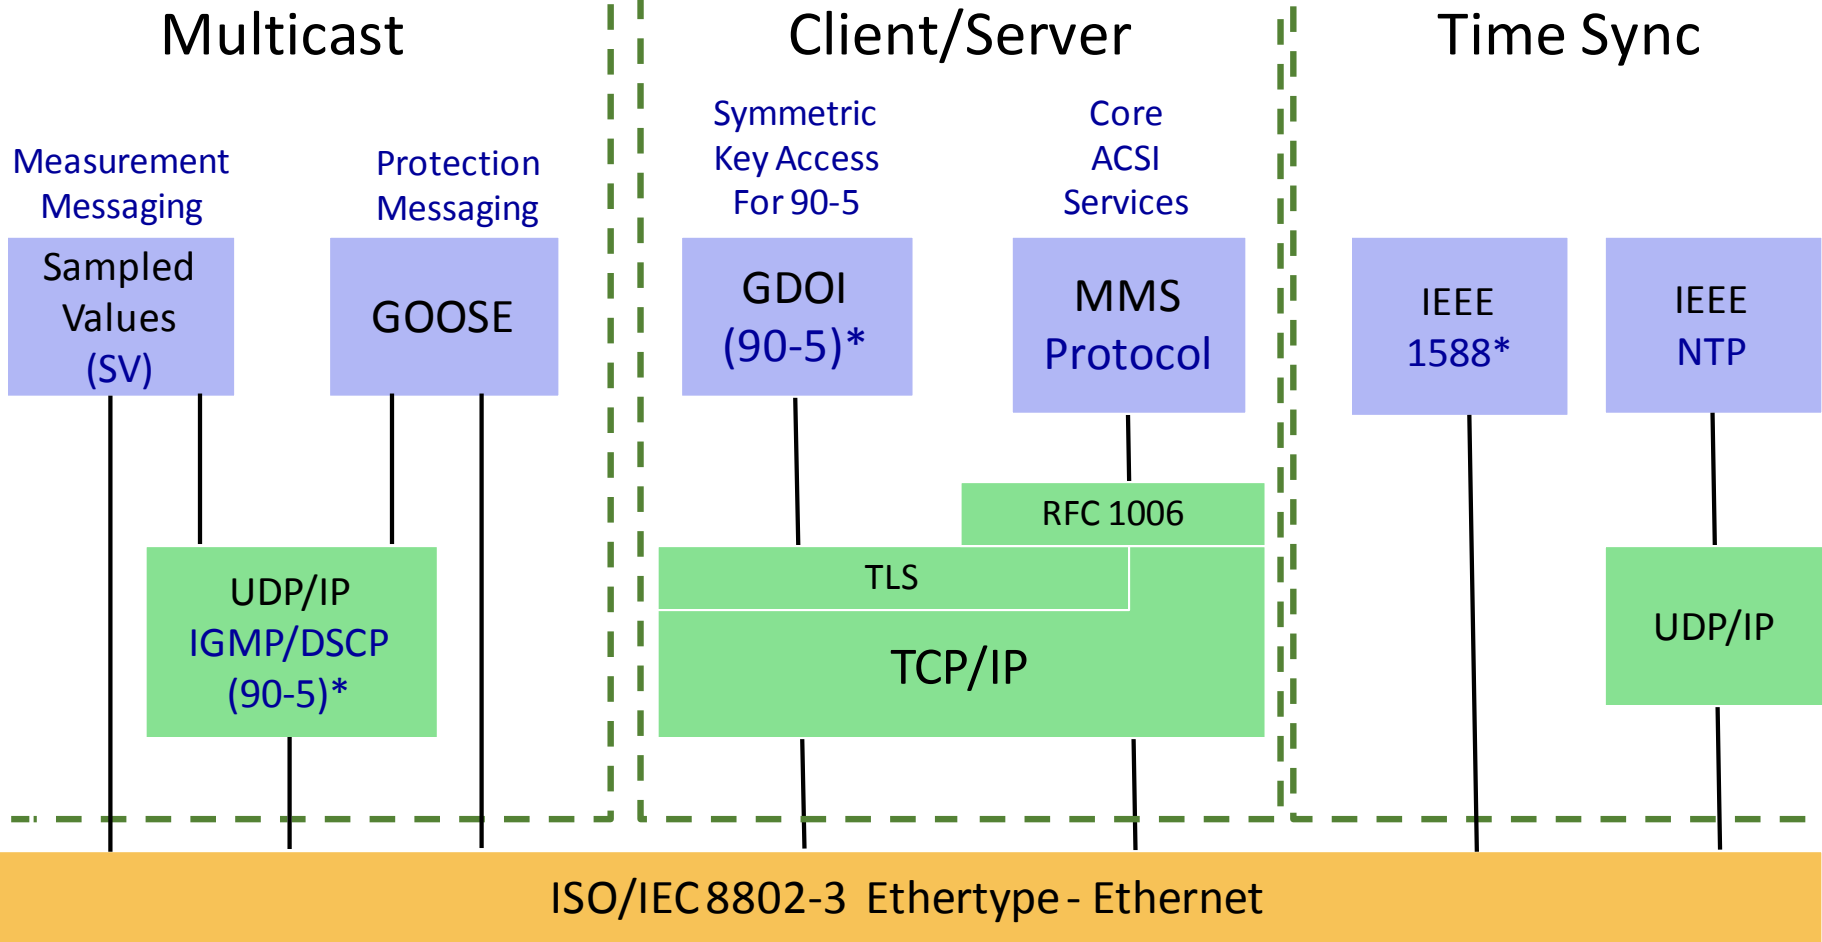 Multicast
Client/Server
Time Sync
Measurement
Messaging
Protection
Messaging
Symmetric
Key Access
For 90-5
Core
ACSI
Services
Sampled
Values
(SV)
GOOSE
GDOI
(90-5)*
MMS
Protocol
IEEE
1588*
IEEE
NTP
RFC 1006
UDP/IP
IGMP/DSCP
(90-5)*
TLS
TCP/IP
UDP/IP
ISO/IEC 8802-3 Ethertype - Ethernet